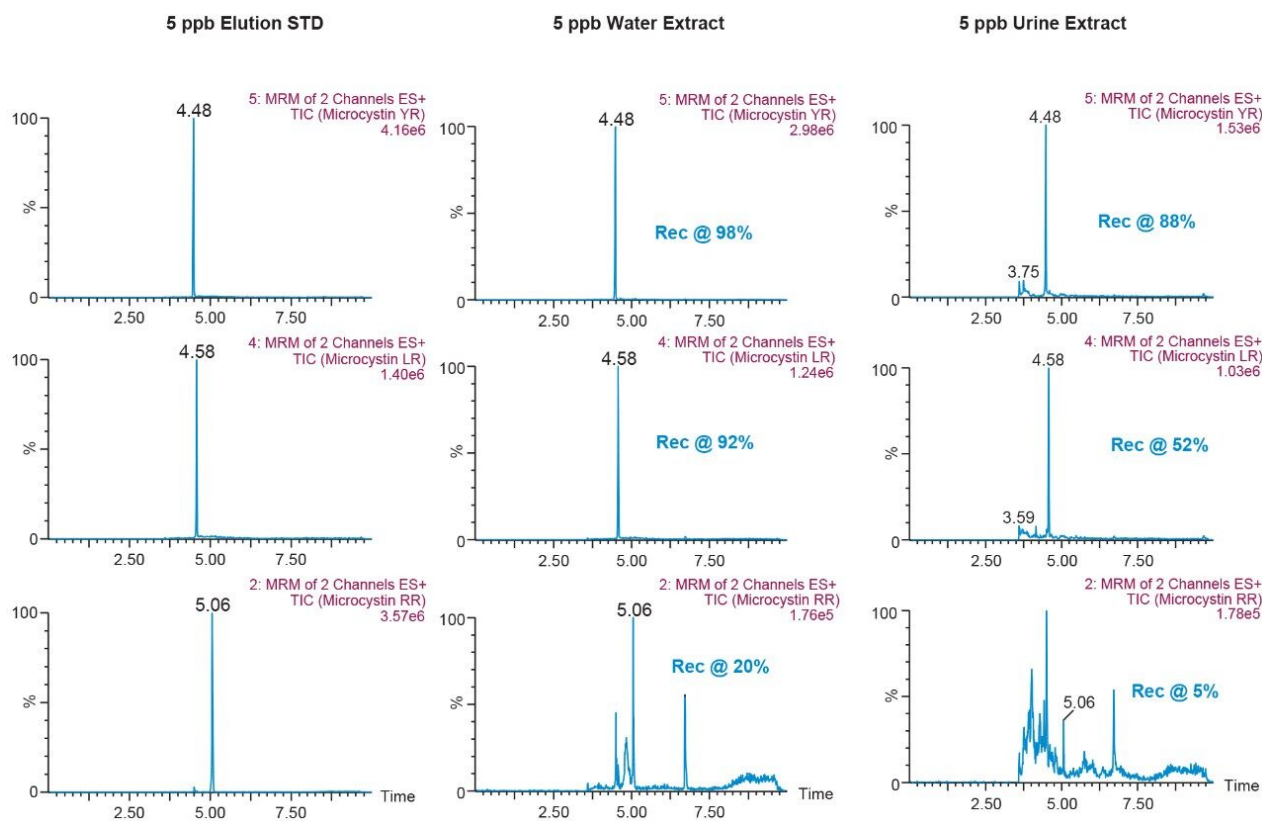 5 ppb Elution STD
5 ppb Water Extract
5 ppb Urine Extract
5: MRM of 2 Channels ES+
TIC (Microcystin YR)
4.16e6
4.48
100
%
0
2.50 5.00 7.50
5: MRM of 2 Channels ES+
TIC (Microcystin YR)
2.98e6
4.48
100
%
Rec @ 98%
0
2.50 5.00 7.50
5: MRM of 2 Channels ES+
TIC (Microcystin YR)
1.53e6
4.48
100
%
Rec @ 88%
3.75
0
2.50 5.00 7.50
4: MRM of 2 Channels ES+
TIC (Microcystin LR)
1.40e6
4.58
100
%
0
2.50 5.00 7.50
4: MRM of 2 Channels ES+
TIC (Microcystin LR)
1.24e6
4.58
100
%
Rec @ 92%
0
2.50 5.00 7.50
4: MRM of 2 Channels ES+
TIC (Microcystin LR)
1.03e6
4.58
100
%
Rec @ 52%
3.59
0
2.50 5.00 7.50
2: MRM of 2 Channels ES+
TIC (Microcystin RR)
3.57e6
5.06
100
%
0
Time
2.50 5.00 7.50
2: MRM of 2 Channels ES+
TIC (Microcystin RR)
1.76e5
5.06
100
%
Rec @ 20%
0
Time
2.50 5.00 7.50
2: MRM of 2 Channels ES+
TIC (Microcystin RR)
1.78e5
100
%
Rec @ 5%
5.06
0
Time
2.50 5.00 7.50